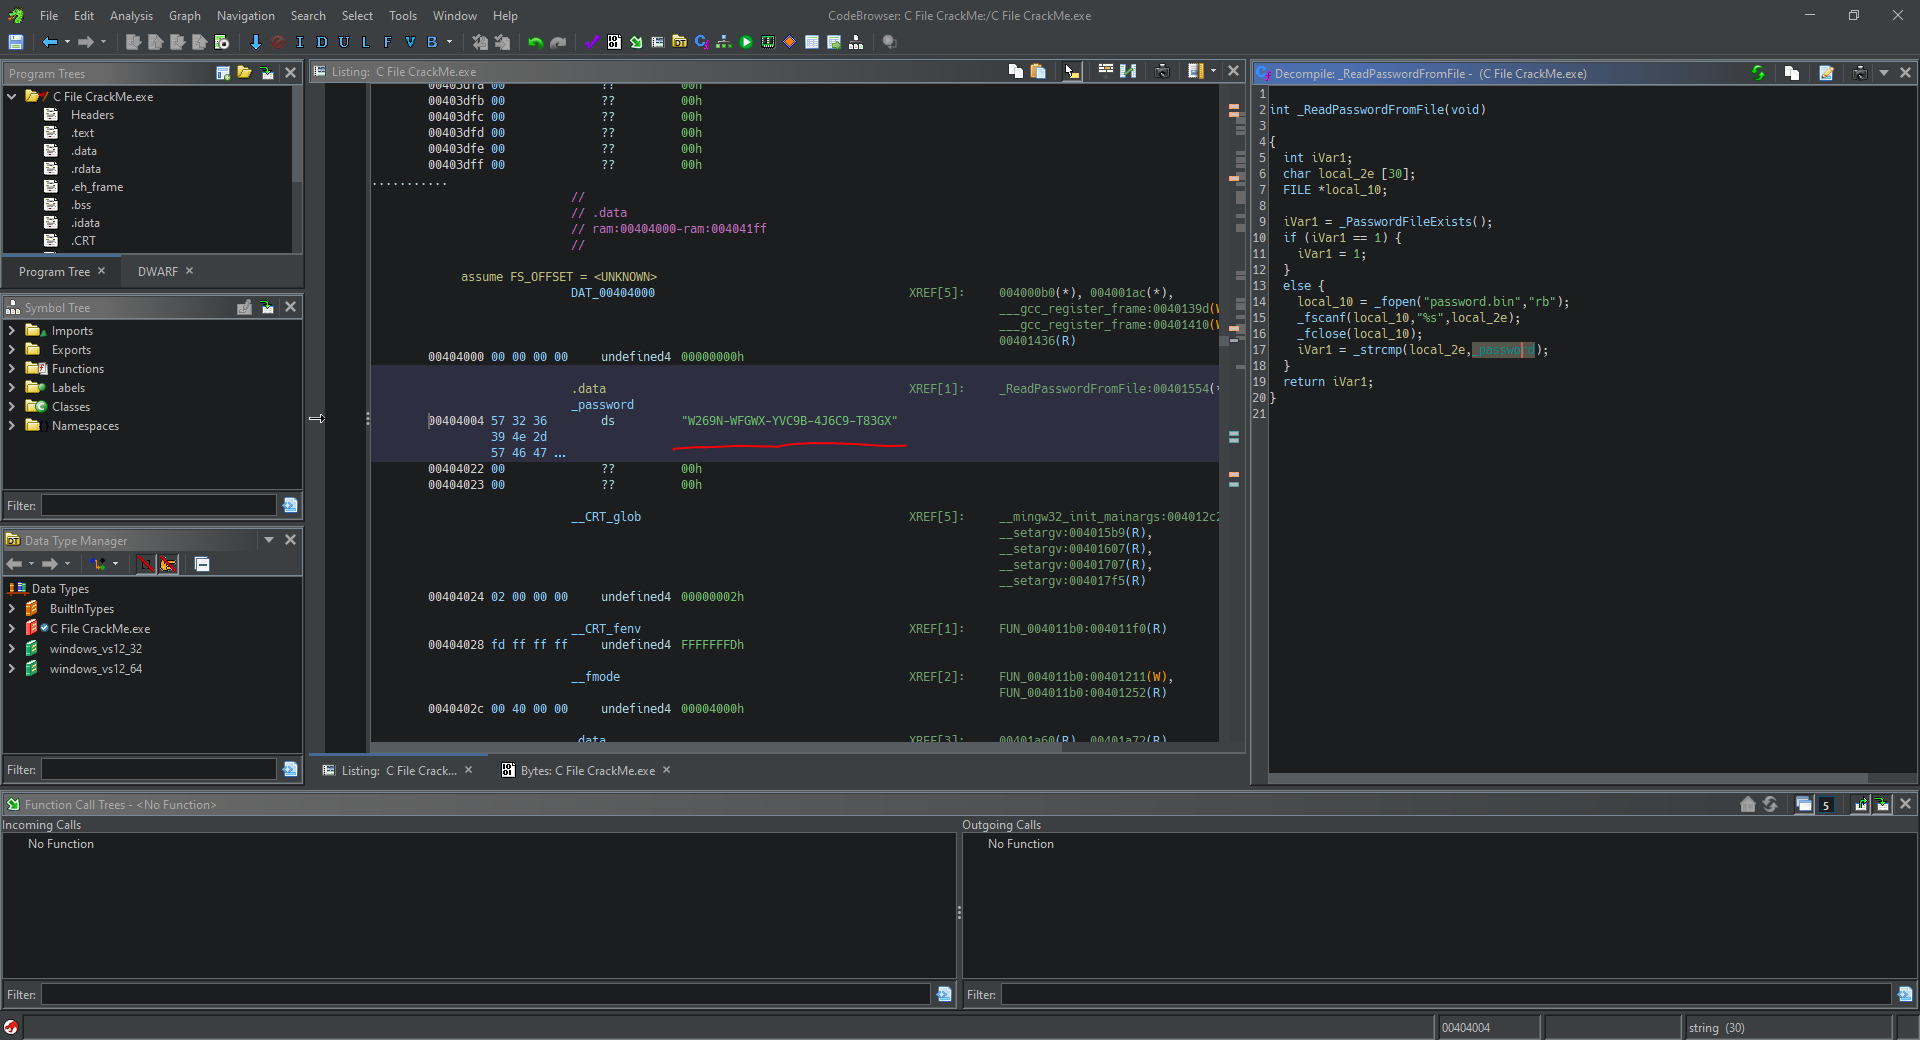 File Edit Analysis Graph Navigation Search Select Tools Window Help
CodeBrowser: C File CrackMe:/C File CrackMe.exe
I D U L F V B
Program Trees
C File CrackMe.exe
Headers
.text
.data
.rdata
.eh_frame
.bss
.idata
.CRT
Program Tree
DWARF
Symbol Tree
Imports
Exports
Functions
Labels
Classes
Namespaces
Filter:
Data Type Manager
Data Types
BuiltInTypes
C File CrackMe.exe
windows_vs12_32
windows_vs12_64
Filter:
Listing: C File CrackMe.exe
00403dfa 00 ?? 00h
00403dfb 00 ?? 00h
00403dfc 00 ?? 00h
00403dfd 00 ?? 00h
00403dfe 00 ?? 00h
00403dff 00 ?? 00h
...........
//
// .data
// ram:00404000-ram:004041ff
//
assume FS_OFFSET = <UNKNOWN>
DAT_00404000 XREF[5]: 004000b0(*), 004001ac(*),
___gcc_register_frame:0040139d(W
___gcc_register_frame:00401410(W
00401436(R)
00404000 00 00 00 00 undefined4 00000000h
.data XREF[1]: _ReadPasswordFromFile:00401554(*
_password
00404004 57 32 36 ds "W269N-WFGWX-YVC9B-4J6C9-T83GX"
39 4e 2d
57 46 47 ...
00404022 00 ?? 00h
00404023 00 ?? 00h
__CRT_glob XREF[5]: __mingw32_init_mainargs:004012c2
__setargv:004015b9(R),
__setargv:00401607(R),
__setargv:00401707(R),
__setargv:004017f5(R)
00404024 02 00 00 00 undefined4 00000002h
__CRT_fenv XREF[1]: FUN_004011b0:004011f0(R)
00404028 fd ff ff ff undefined4 FFFFFFFDh
__fmode XREF[2]: FUN_004011b0:00401211(W),
FUN_004011b0:00401252(R)
0040402c 00 40 00 00 undefined4 00004000h
.data XREF[3]: 00401a60(R), 00401a72(R)
Listing: C File Crack...
Bytes: C File CrackMe.exe
Decompile: _ReadPasswordFromFile - (C File CrackMe.exe)
1
2 int _ReadPasswordFromFile(void)
3
4 {
5 int iVar1;
6 char local_2e [30];
7 FILE *local_10;
8
9 iVar1 = _PasswordFileExists();
10 if (iVar1 == 1) {
11 iVar1 = 1;
12 }
13 else {
14 local_10 = _fopen("password.bin","rb");
15 _fscanf(local_10,"%s",local_2e);
16 _fclose(local_10);
17 iVar1 = _strcmp(local_2e,_password);
18 }
19 return iVar1;
20 }
21
Function Call Trees - <No Function>
5
Incoming Calls
No Function
Filter:
Outgoing Calls
No Function
Filter:
00404004
string (30)